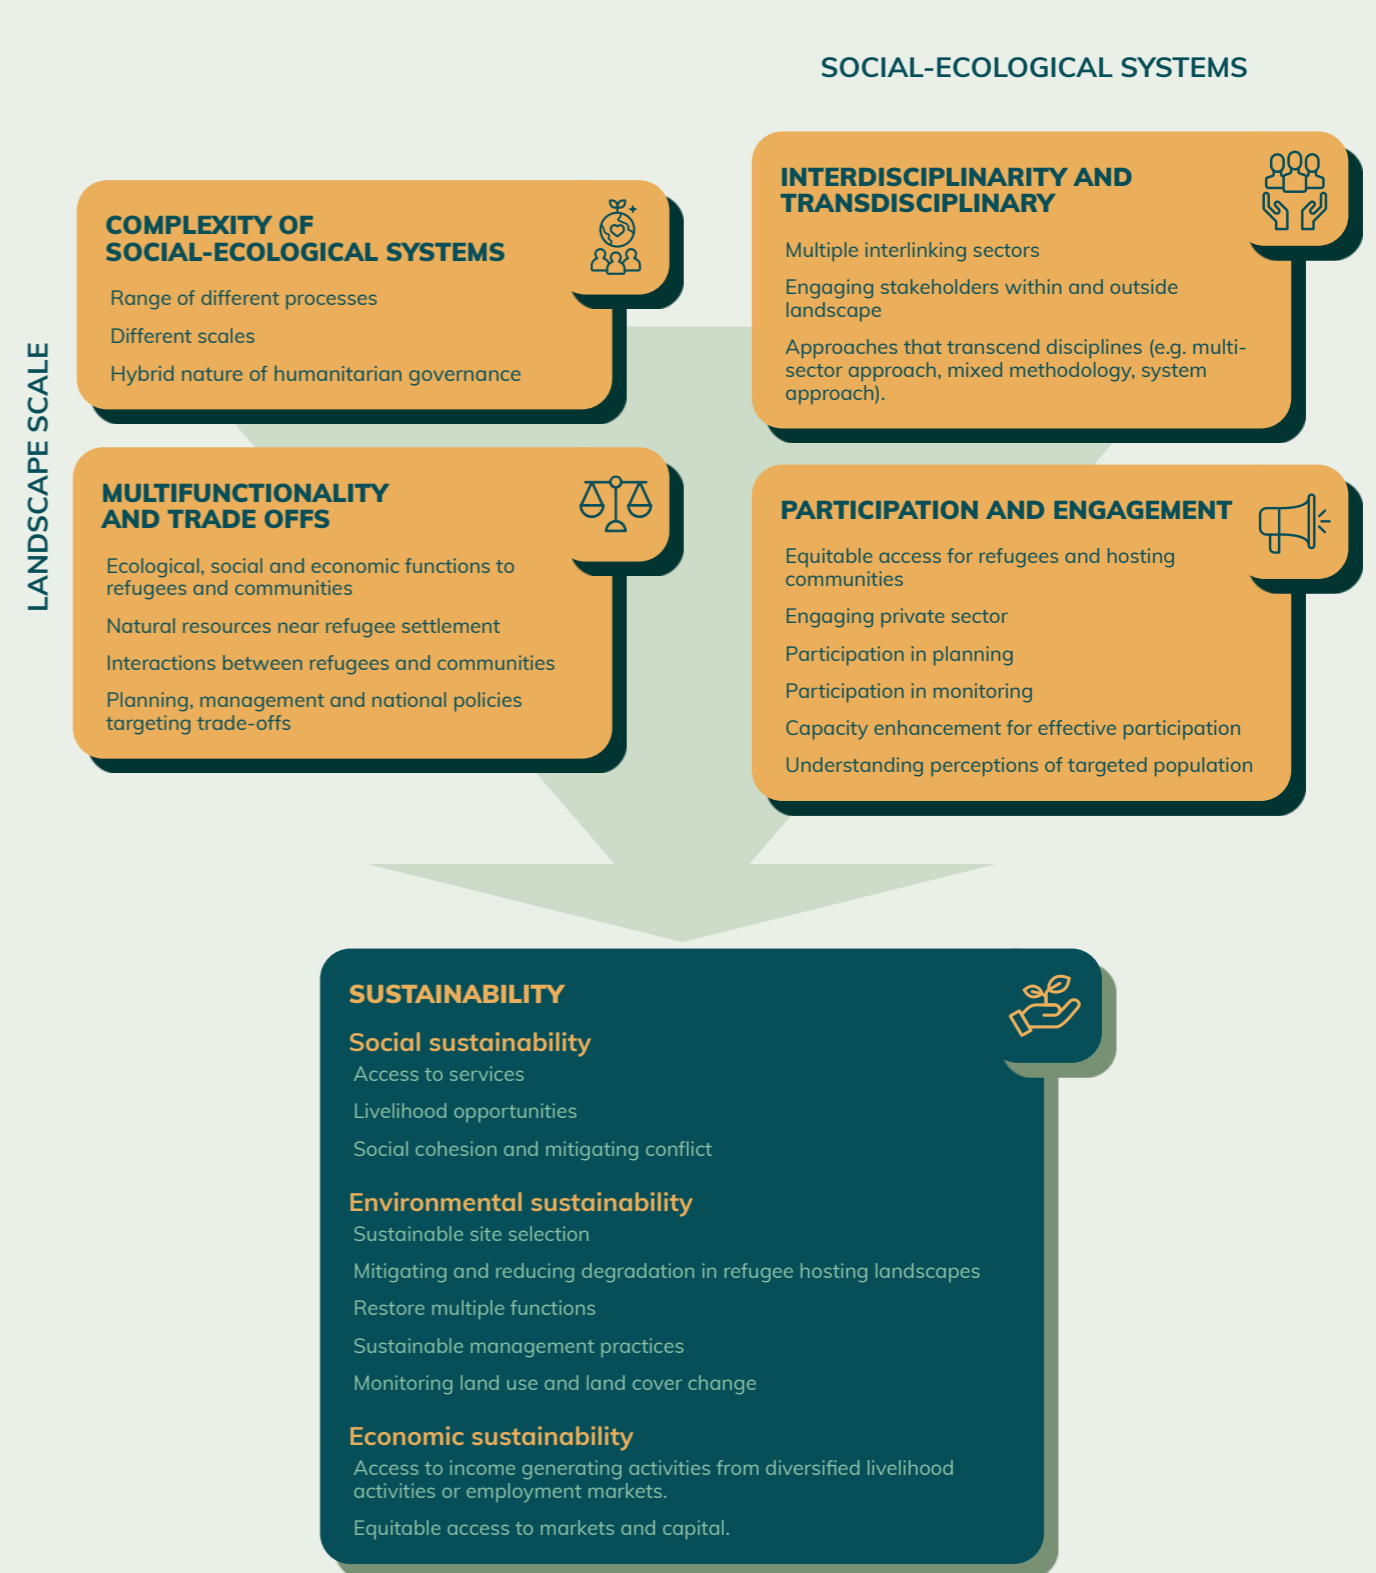 SOCIAL-ECOLOGICAL SYSTEMS
LANDSCAPE SCALE
COMPLEXITY OF
SOCIAL-ECOLOGICAL SYSTEMS
Range of different processes
Different scales
Hybrid nature of humanitarian governance
INTERDISCIPLINARITY AND
TRANSDISCIPLINARY
Multiple interlinking sectors
Engaging stakeholders within and outside
landscape
Approaches that transcend disciplines (e.g. multi-
sector approach, mixed methodology, system
approach).
MULTIFUNCTIONALITY
AND TRADE OFFS
Ecological, social and economic functions to
refugees and communities
Natural resources near refugee settlement
Interactions between refugees and communities
Planning, management and national policies
targeting trade-offs
PARTICIPATION AND ENGAGEMENT
Equitable access for refugees and hosting
communities
Engaging private sector
Participation in planning
Participation in monitoring
Capacity enhancement for effective participation
Understanding perceptions of targeted population
SUSTAINABILITY
Social sustainability
Access to services
Livelihood opportunities
Social cohesion and mitigating conflict
Environmental sustainability
Sustainable site selection
Mitigating and reducing degradation in refugee hosting landscapes
Restore multiple functions
Sustainable management practices
Monitoring land use and land cover change
Economic sustainability
Access to income generating activities from diversified livelihood
activities or employment markets.
Equitable access to markets and capital.